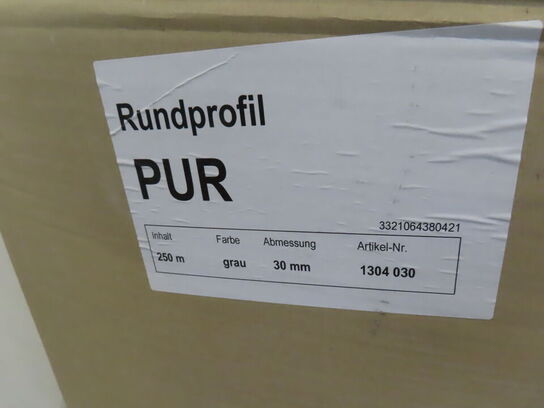 Rundprofil
PUR
3321064380421
Inhalt Farbe Abmessung Artikel-Nr.
250 m grau 30 mm 1304 030